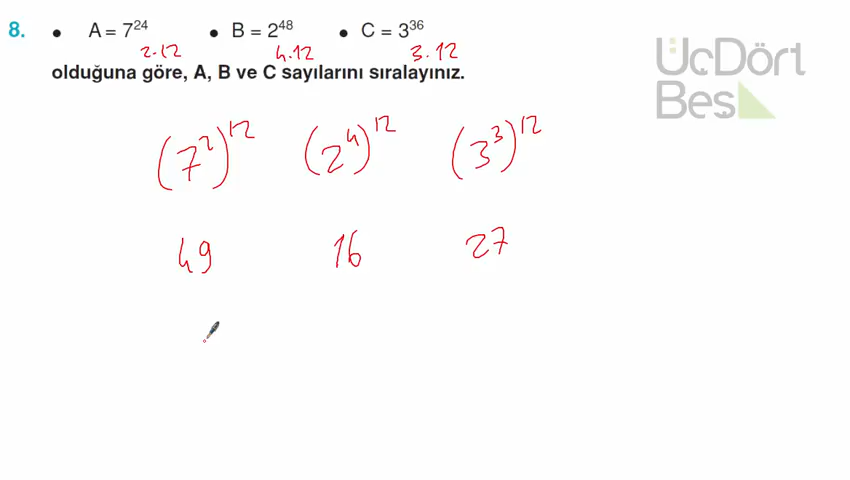 8. • A = 7²⁴ • B = 2⁴⁸ • C = 3³⁶
2.12 4.12 3.12
olduğuna göre, A, B ve C sayılarını sıralayınız.
ÜçDört
Beş
(7²)¹² (2⁴)¹² (3³)¹²
49 16 27